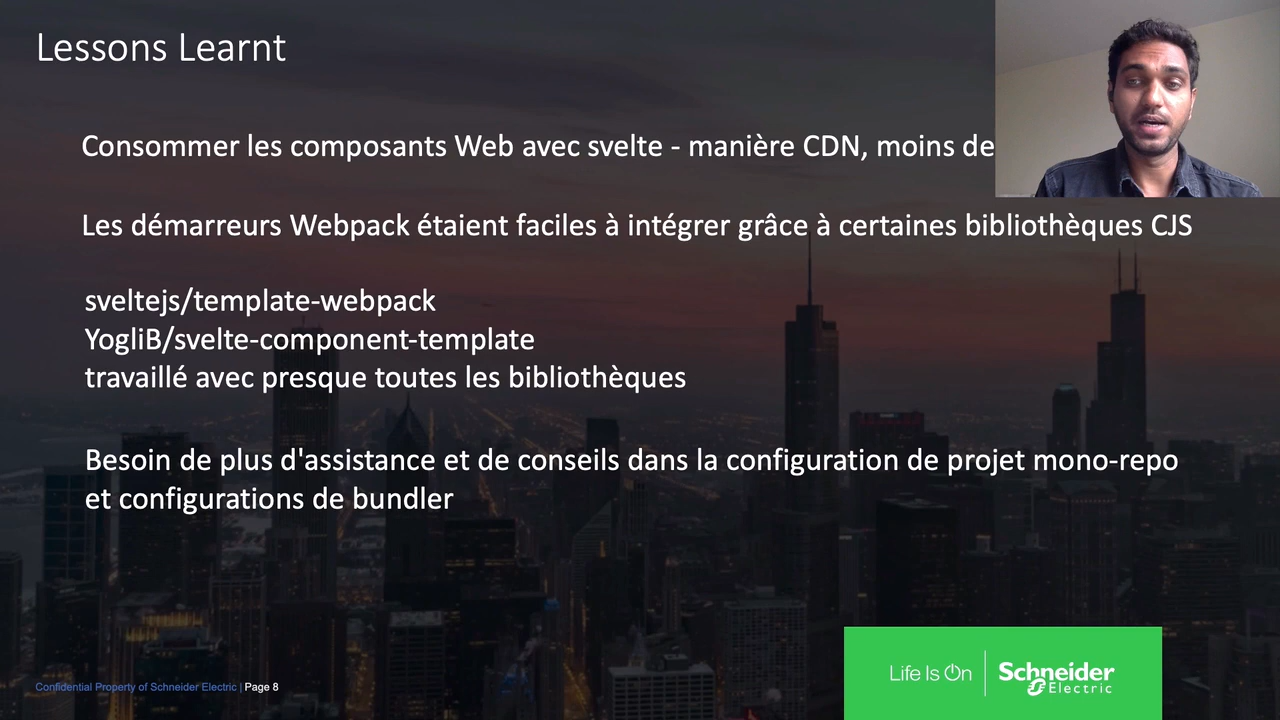 Lessons Learnt
Consommer les composants Web avec svelte - manière CDN, moins de
Les démarreurs Webpack étaient faciles à intégrer grâce à certaines bibliothèques CJS
sveltejs/template-webpack
YogliB/svelte-component-template
travaillé avec presque toutes les bibliothèques
Besoin de plus d'assistance et de conseils dans la configuration de projet mono-repo
et configurations de bundler
Confidential Property of Schneider Electric | Page 8
Life Is On
Schneider
Electric